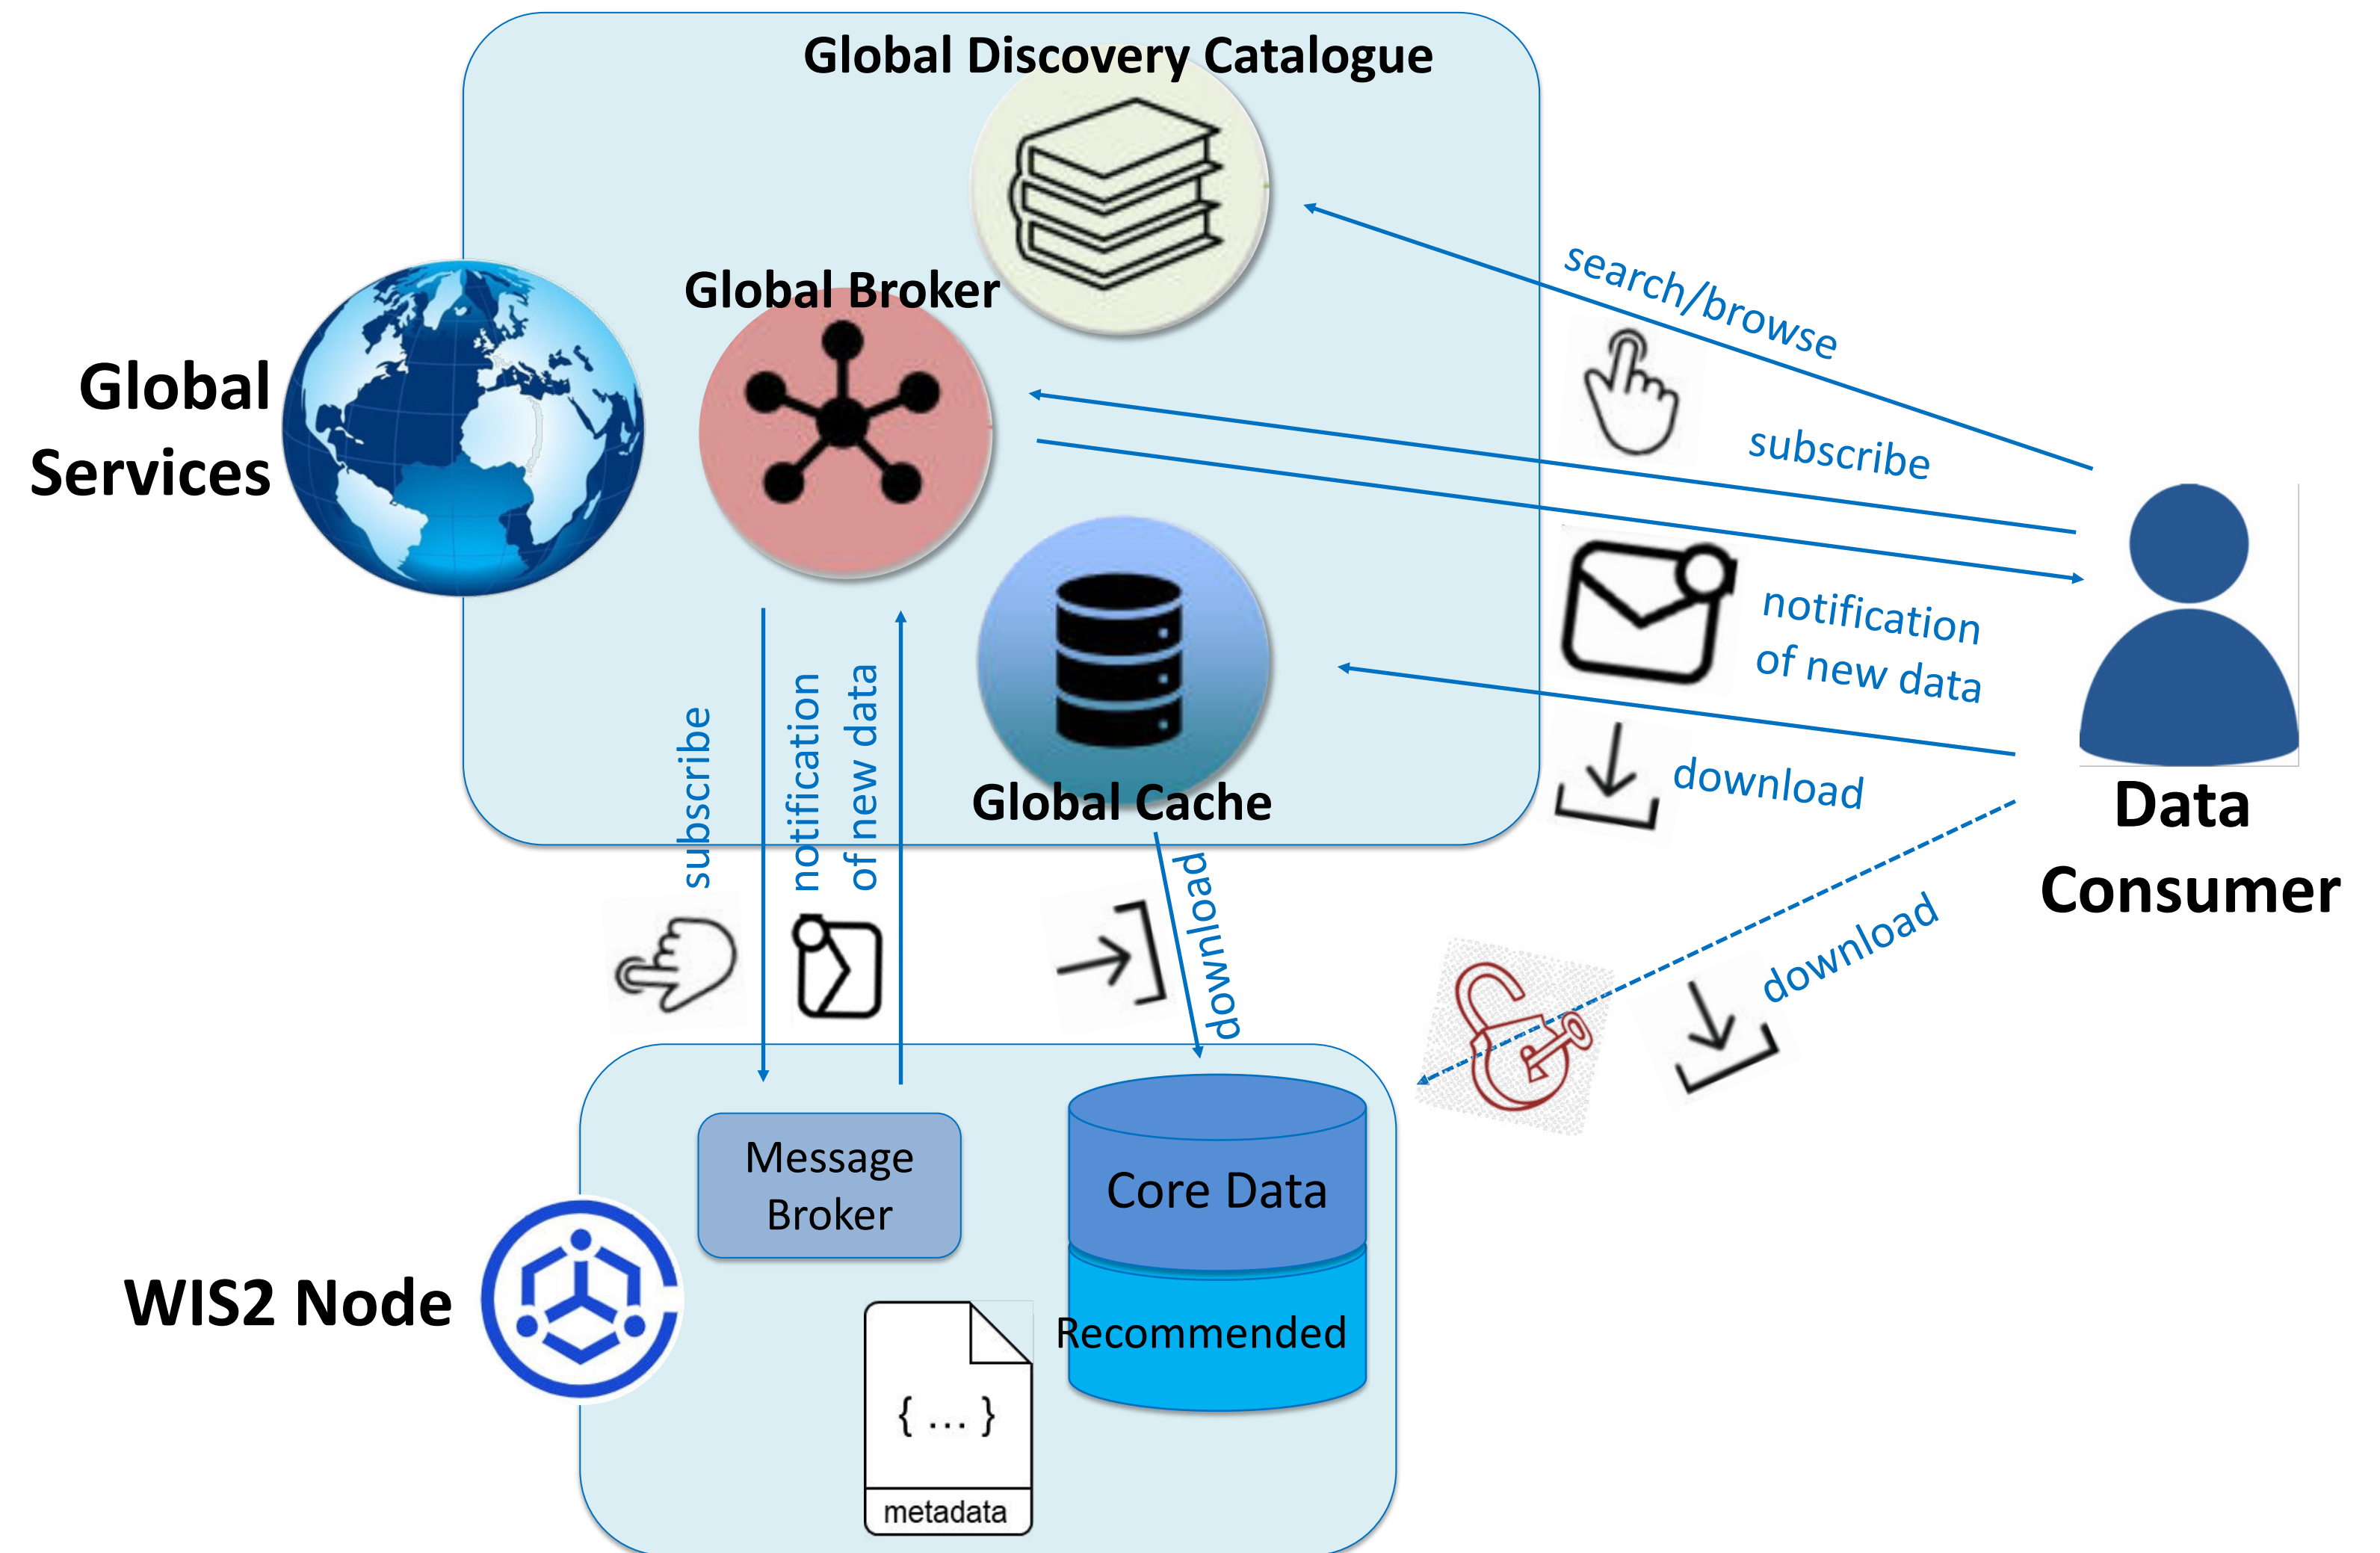 Global Discovery Catalogue
Global Broker
Global
Services
search/browse
subscribe
notification
of new data
download
Global Cache
Data
Consumer
subscribe
notification
of new data
download
download
Message
Broker
Core Data
Recommended
WIS2 Node
{ ... }
metadata